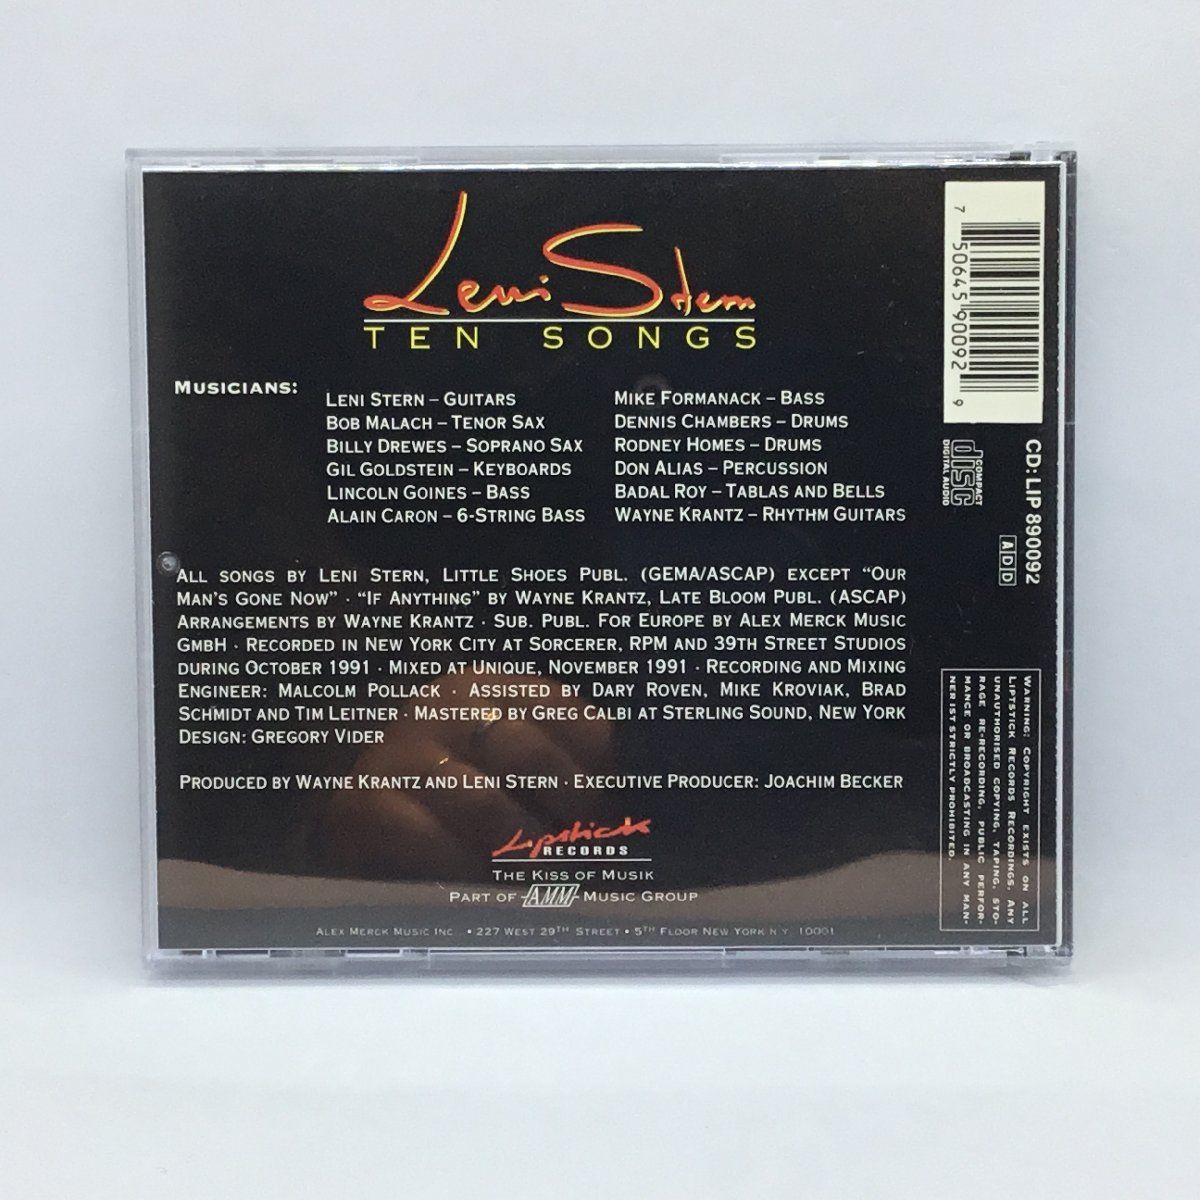 Leni Stern
TEN SONGS
MUSICIANS:
LENI STERN – GUITARS
BOB MALACH – TENOR SAX
BILLY DREWES – SOPRANO SAX
GIL GOLDSTEIN – KEYBOARDS
LINCOLN GOINES – BASS
ALAIN CARON – 6-STRING BASS
MIKE FORMANACK – BASS
DENNIS CHAMBERS – DRUMS
RODNEY HOMES – DRUMS
DON ALIAS – PERCUSSION
BADAL ROY – TABLAS AND BELLS
WAYNE KRANTZ – RHYTHM GUITARS
ALL SONGS BY LENI STERN, LITTLE SHOES PUBL. (GEMA/ASCAP) EXCEPT "OUR
MAN'S GONE NOW" · "IF ANYTHING" BY WAYNE KRANTZ, LATE BLOOM PUBL. (ASCAP)
ARRANGEMENTS BY WAYNE KRANTZ · SUB. PUBL. FOR EUROPE BY ALEX MERCK MUSIC
GMBH · RECORDED IN NEW YORK CITY AT SORCERER, RPM AND 39TH STREET STUDIOS
DURING OCTOBER 1991 · MIXED AT UNIQUE, NOVEMBER 1991 · RECORDING AND MIXING
ENGINEER: MALCOLM POLLACK · ASSISTED BY DARY ROVEN, MIKE KROVIAK, BRAD
SCHMIDT AND TIM LEITNER · MASTERED BY GREG CALBI AT STERLING SOUND, NEW YORK
DESIGN: GREGORY VIDER
PRODUCED BY WAYNE KRANTZ AND LENI STERN · EXECUTIVE PRODUCER: JOACHIM BECKER
Lipstick
RECORDS
THE KISS OF MUSIK
PART OF AMM MUSIC GROUP
ALEX MERCK MUSIC INC. • 227 WEST 29TH STREET • 5TH FLOOR NEW YORK N.Y. 10001
7 50645 90092 9
CD: LIP 890092
COMPACT
disc
DIGITAL AUDIO
ADD
WARNING: COPYRIGHT EXISTS ON ALL
LIPTSTICK RECORDS RECORDINGS. ANY
UNAUTHORISED COPYING, TAPING, STO-
RAGE RE-RECORDING, PUBLIC PERFOR-
MANCE OR BROADCASTING IN ANY MAN-
NER IST STRICTLY PROHIBITED.